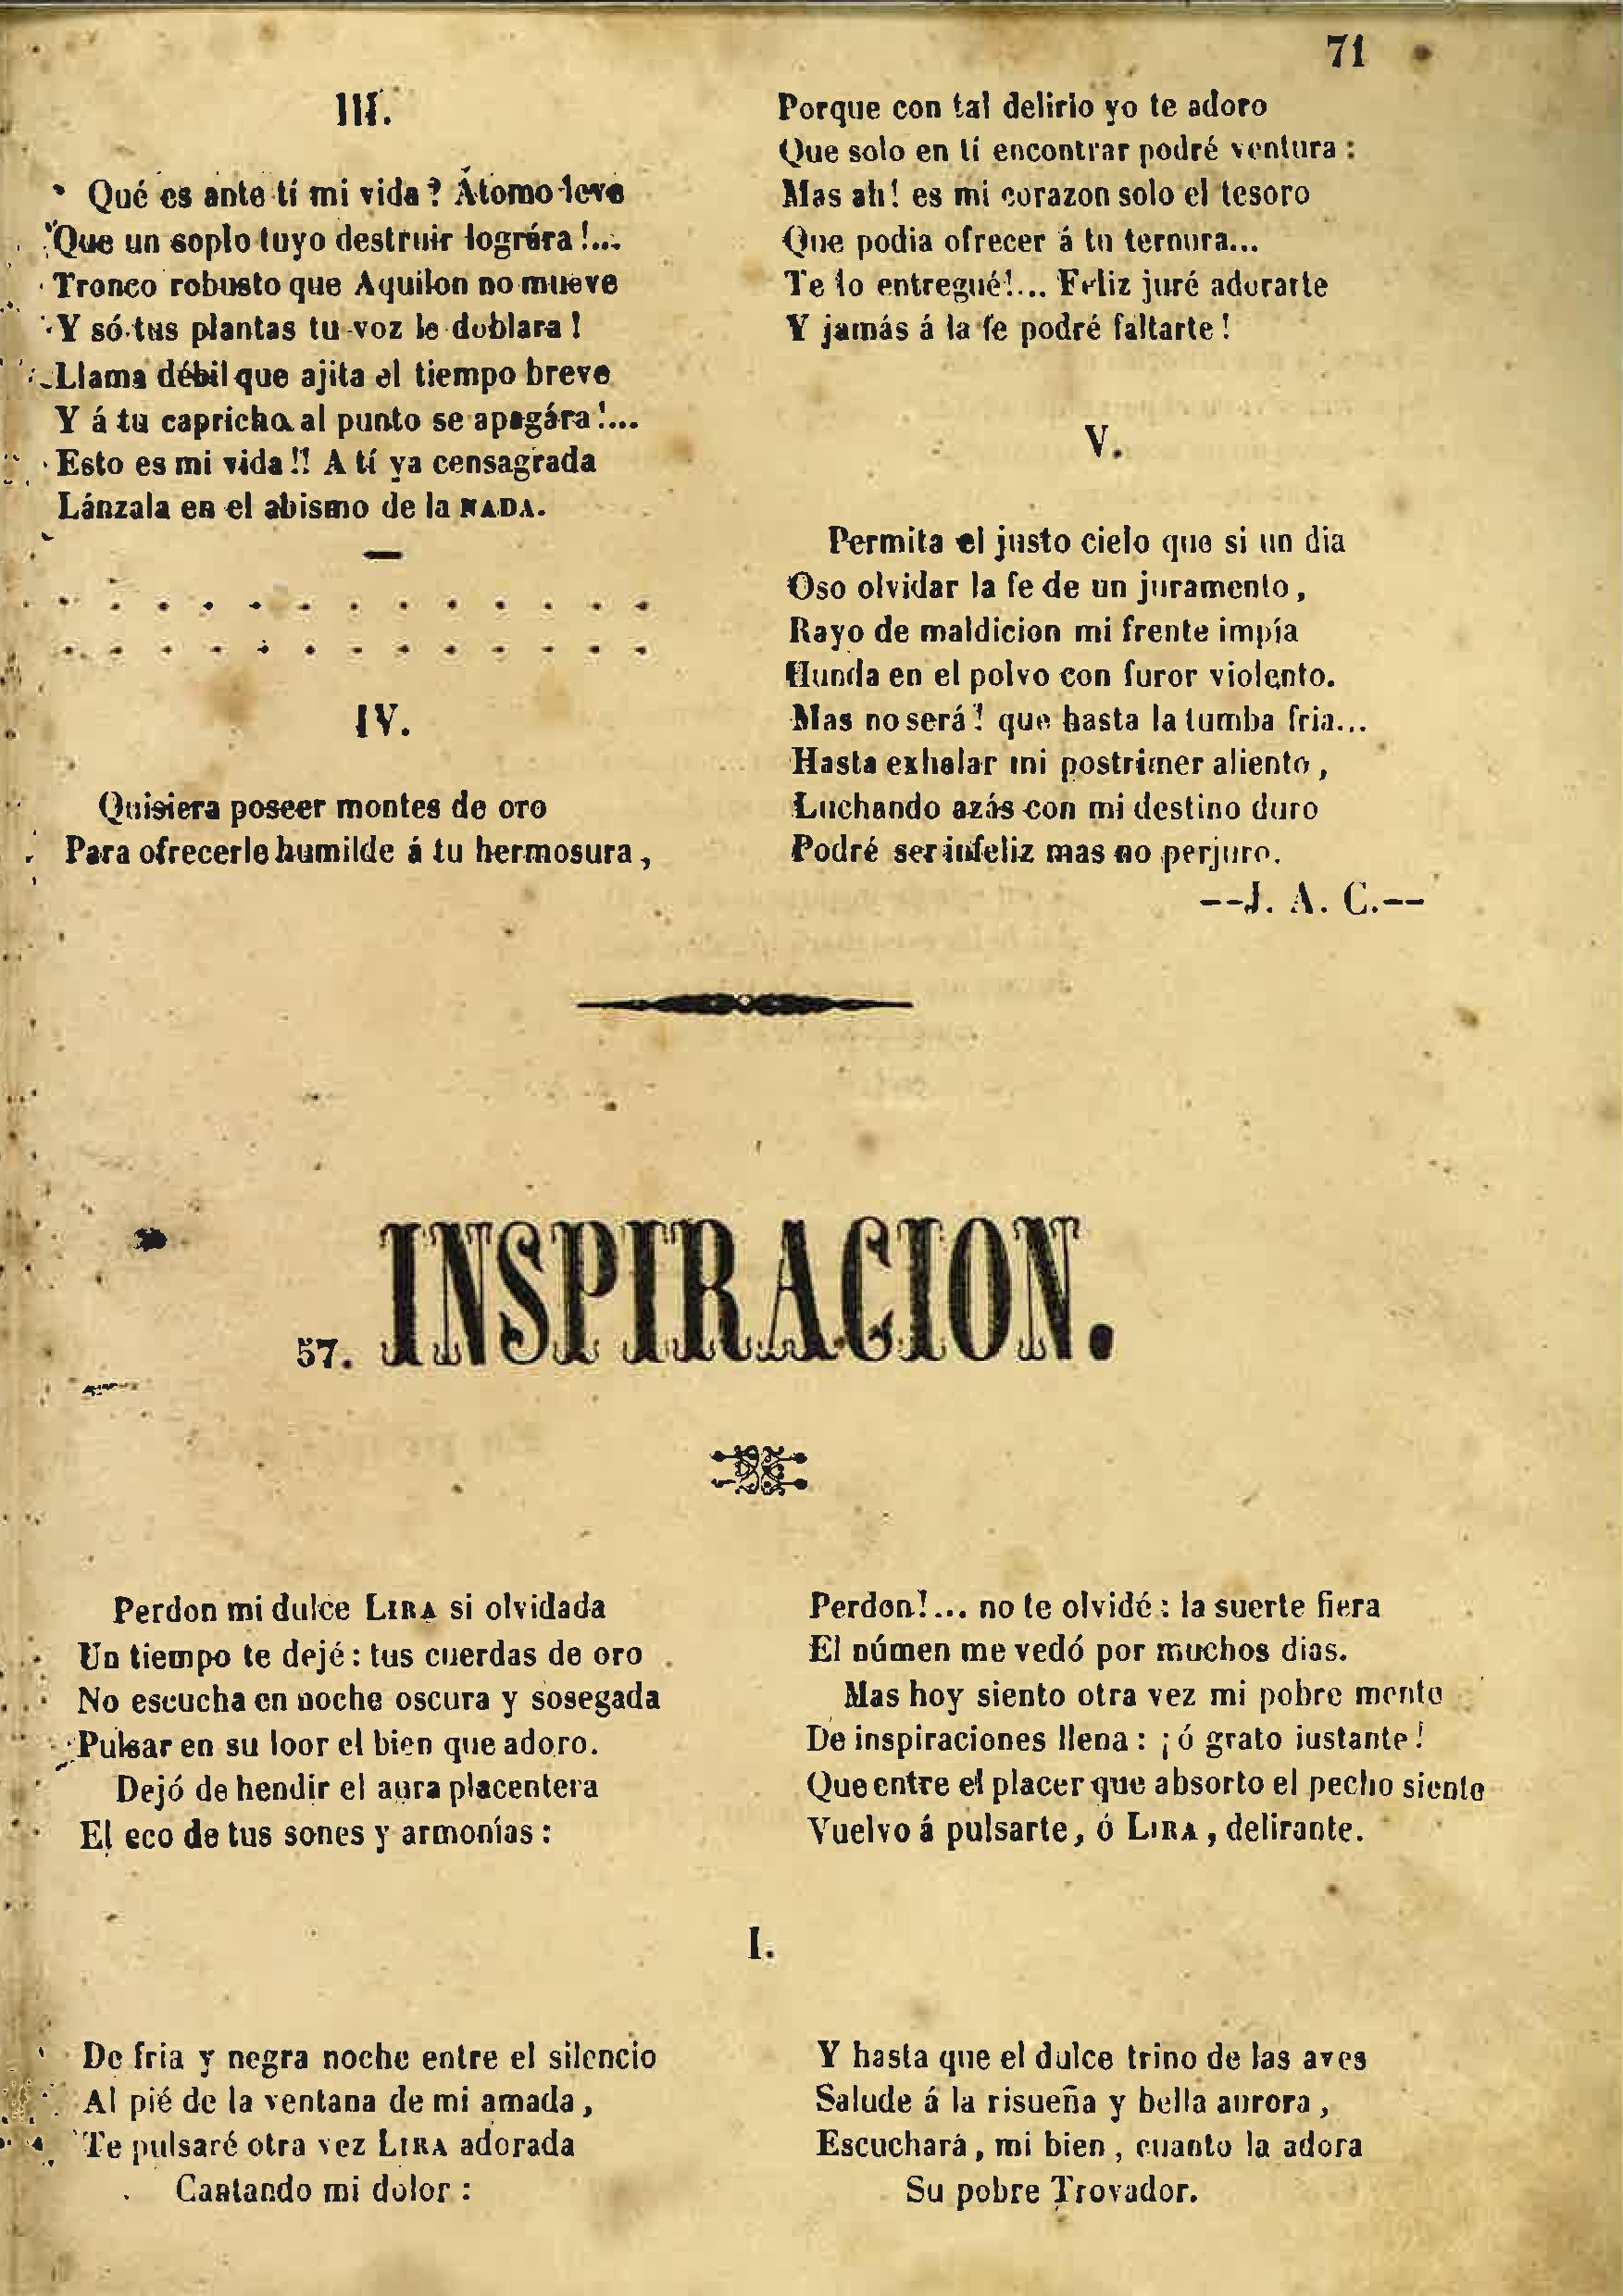 71
III.
Qué es ante tí mi vida? Átomo leve
Que un soplo tuyo destruir lográra!...
Tronco robusto que Aquilon no mueve
Y só tus plantas tu voz le doblara!
Llama débil que ajita el tiempo breve
Y á tu capricho al punto se apagára!...
Esto es mi vida!! A tí ya censagrada
Lánzala en el abismo de la NADA.
IV.
Quisiera poseer montes de oro
Para ofrecerle humilde á tu hermosura,
Porque con tal delirio yo te adoro
Que solo en tí encontrar podré ventura:
Mas ah! es mi corazon solo el tesoro
Que podia ofrecer á tu ternura...
Te lo entregué!... Feliz juré adorarte
Y jamás á la fe podré faltarte!
V.
Permita el justo cielo que si un dia
Oso olvidar la fe de un juramento,
Rayo de maldicion mi frente impía
Hunda en el polvo con furor violento.
Mas no será! que hasta la tumba fria...
Hasta exhalar mi postrimer aliento,
Luchando azás con mi destino duro
Podré ser infeliz mas no perjuro.
--J. A. C.--
57. INSPIRACION.
Perdon mi dulce LIRA si olvidada
Un tiempo te dejé: tus cuerdas de oro
No escucha en noche oscura y sosegada
Pulsar en su loor el bien que adoro.
Dejó de hendir el aura placentera
El eco de tus sones y armonías:
Perdon!... no te olvidé: la suerte fiera
El númen me vedó por muchos dias.
Mas hoy siento otra vez mi pobre mente
De inspiraciones llena: ¡ó grato iustante!
Que entre el placer que absorto el pecho siente
Vuelvo á pulsarte, ó LIRA, delirante.
I.
De fria y negra noche entre el silencio
Al pié de la ventana de mi amada,
Te pulsaré otra vez LIRA adorada
Cantando mi dolor:
Y hasta que el dulce trino de las aves
Salude á la risueña y bella aurora,
Escuchará, mi bien, cuanto la adora
Su pobre Trovador.